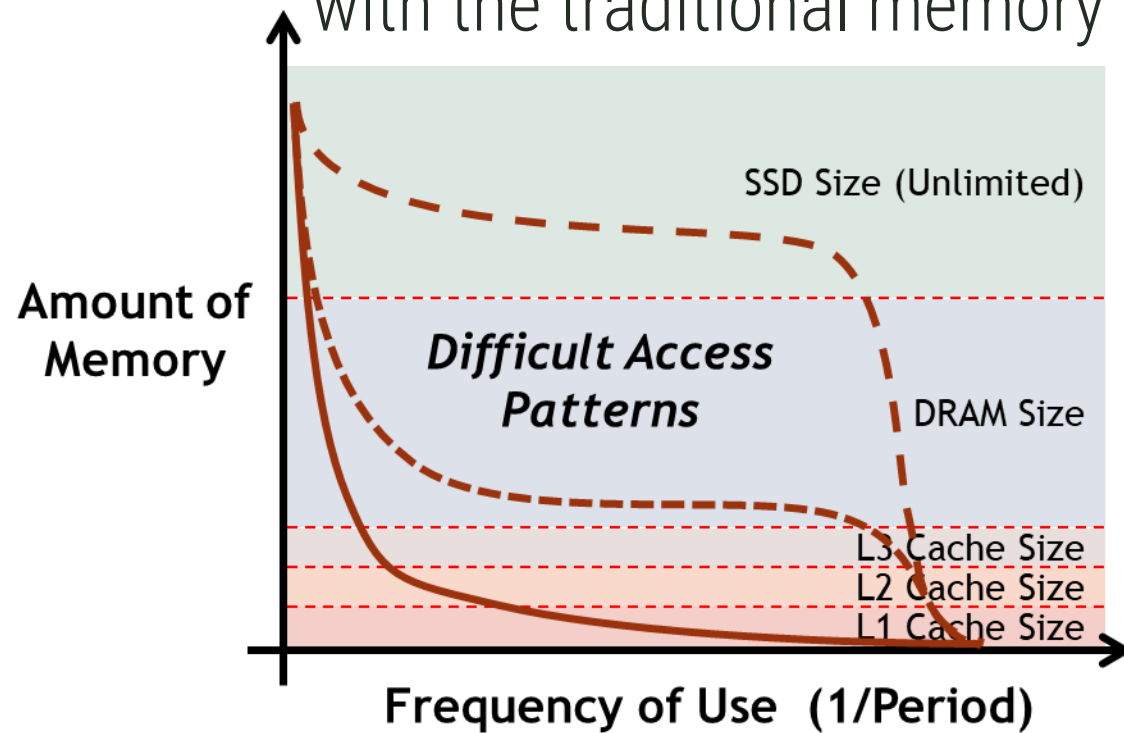 with the traditional memory
SSD Size (Unlimited)
Amount of
Memory
Difficult Access
Patterns
DRAM Size
L3 Cache Size
L2 Cache Size
L1 Cache Size
Frequency of Use (1/Period)